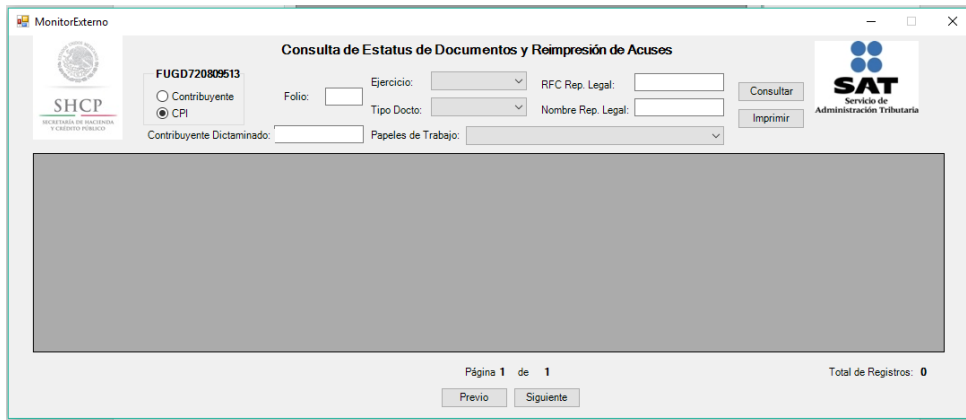 MonitorExterno
Consulta de Estatus de Documentos y Reimpresión de Acuses
SHCP
SECRETARÍA DE HACIENDA
Y CRÉDITO PÚBLICO
FUGD720809513
Contribuyente
CPI
Folio:
Ejercicio:
Tipo Docto:
RFC Rep. Legal:
Nombre Rep. Legal:
Consultar
Imprimir
SAT
Servicio de
Administración Tributaria
Contribuyente Dictaminado:
Papeles de Trabajo:
Página 1 de 1
Total de Registros: 0
Previo
Siguiente